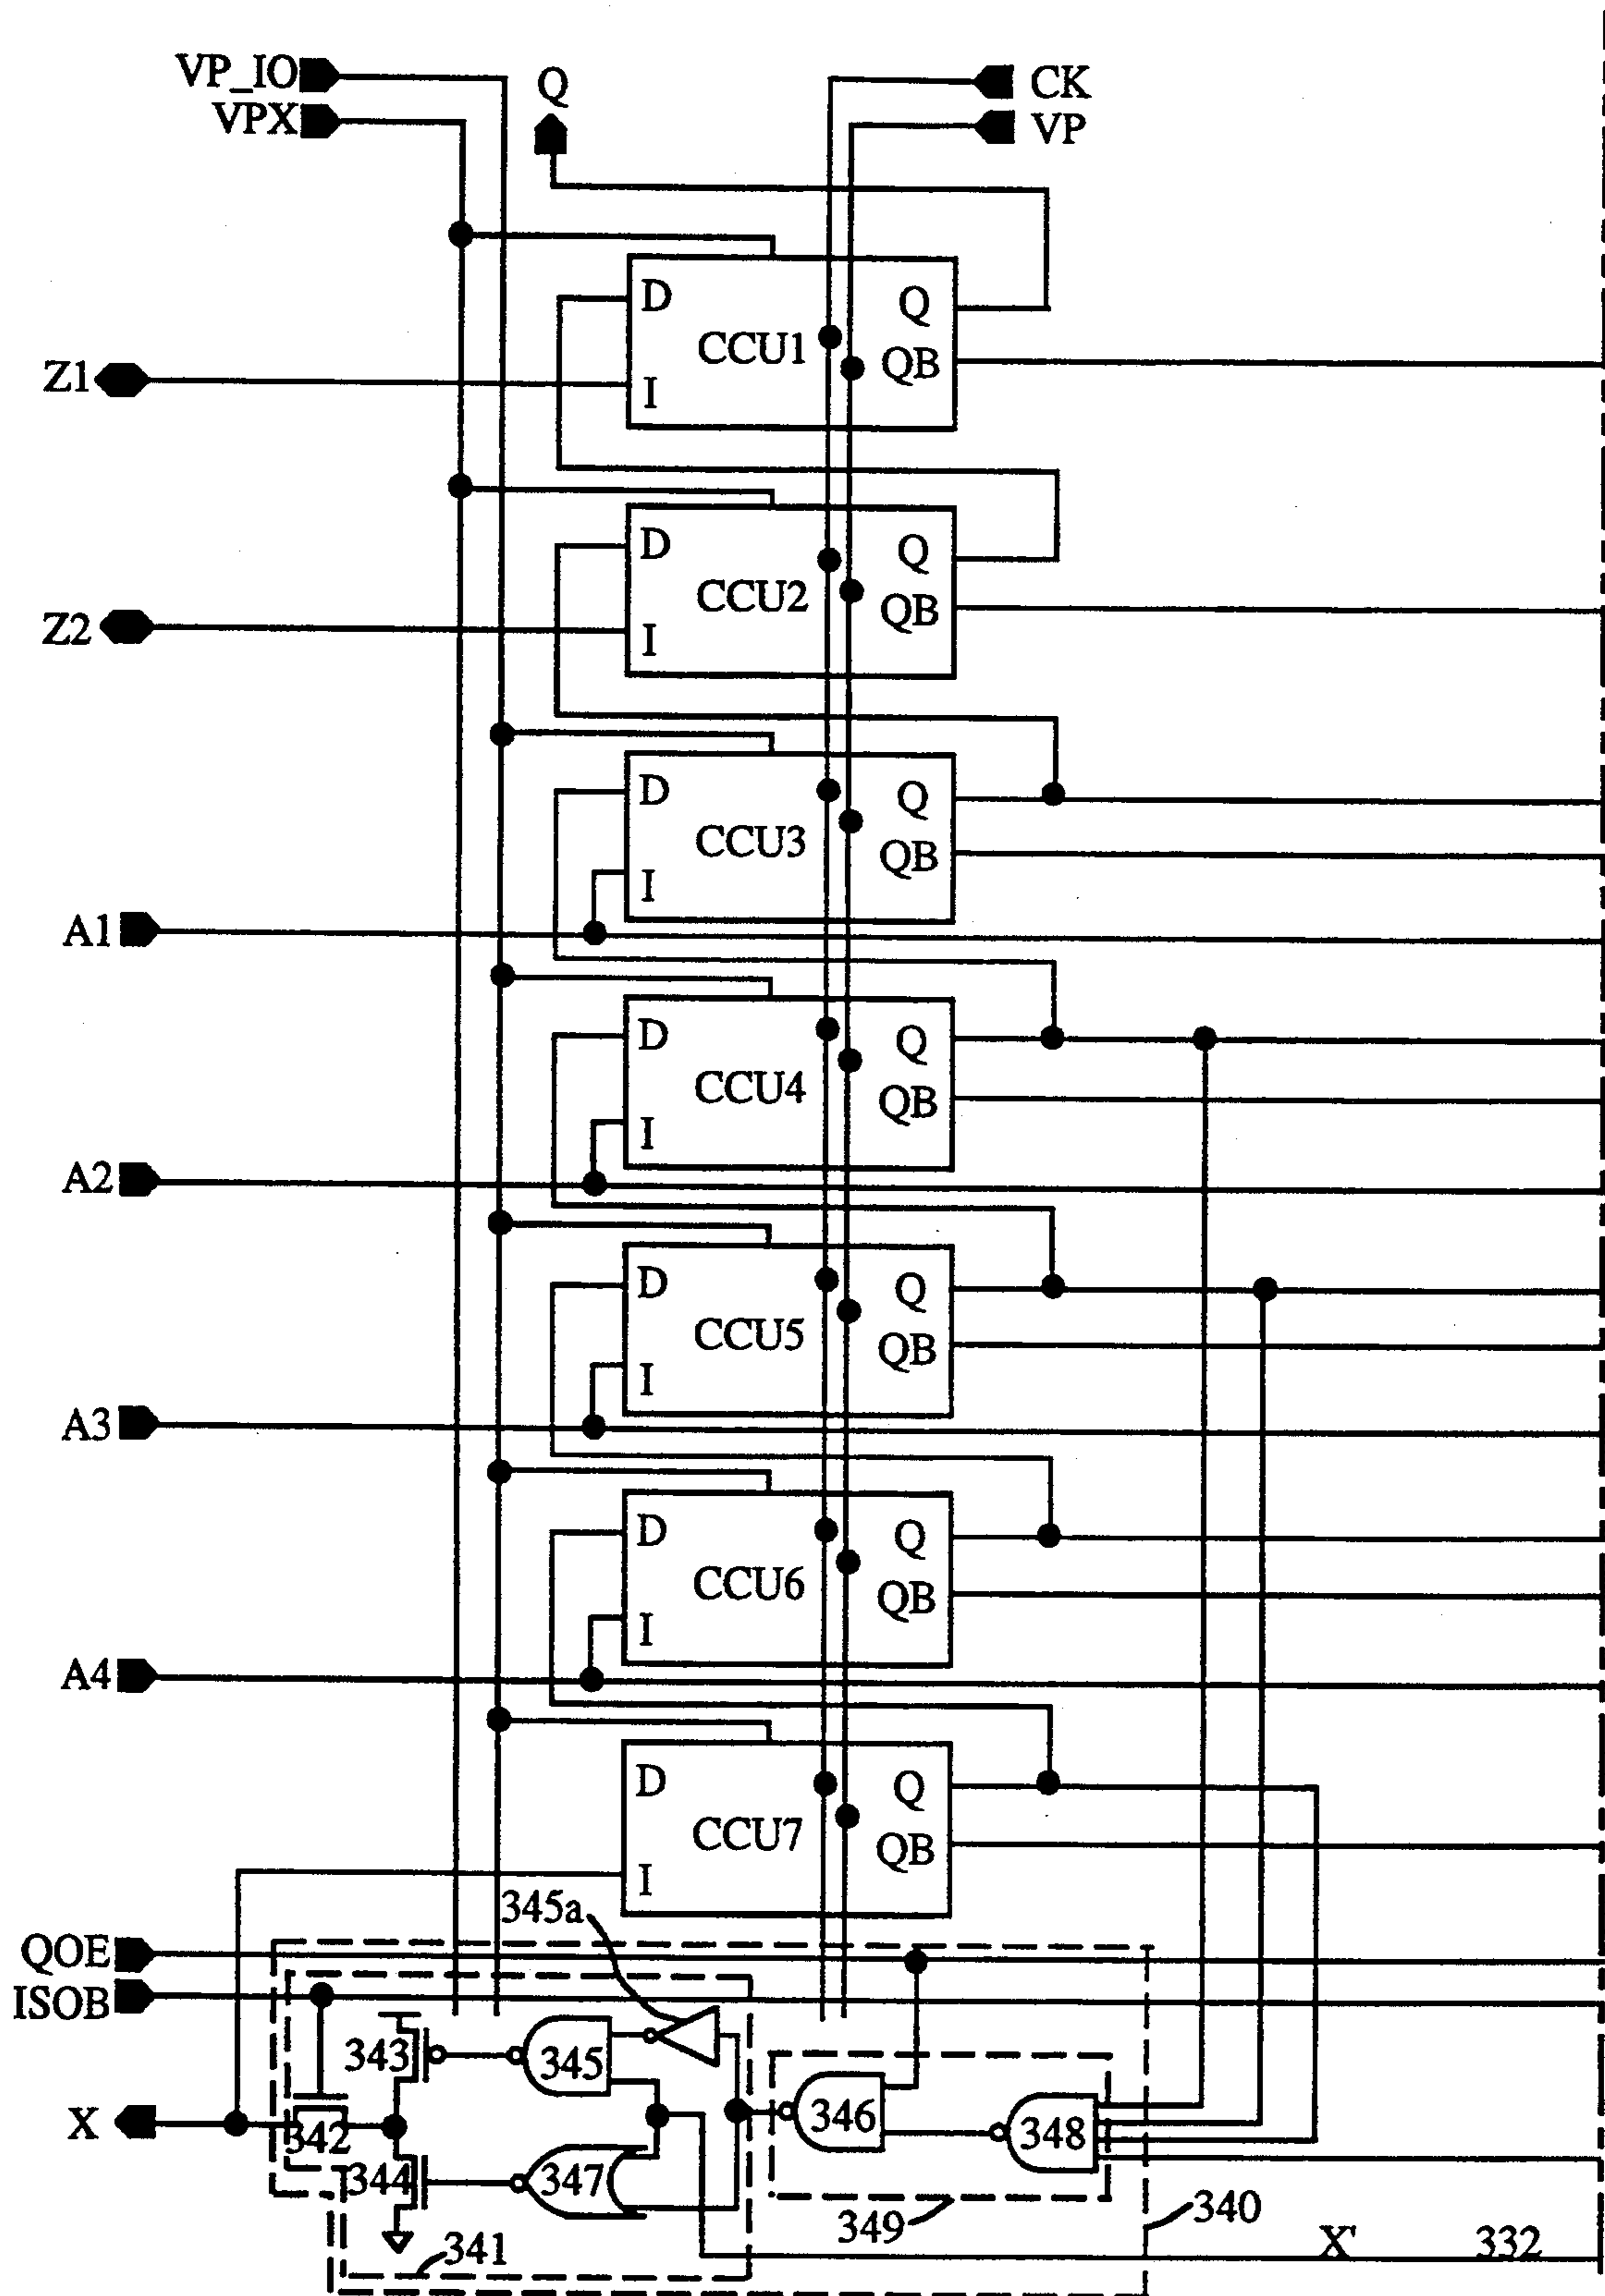 VP_IO
VPX
Q
CK
VP
D
Q
CCU1
QB
I
Z1
D
Q
CCU2
QB
I
Z2
D
Q
CCU3
QB
I
A1
D
Q
CCU4
QB
I
A2
D
Q
CCU5
QB
I
A3
D
Q
CCU6
QB
I
A4
D
Q
CCU7
QB
I
345a
QOE
ISOB
343
345
346
348
X
342
344
347
349
340
341
X'
332